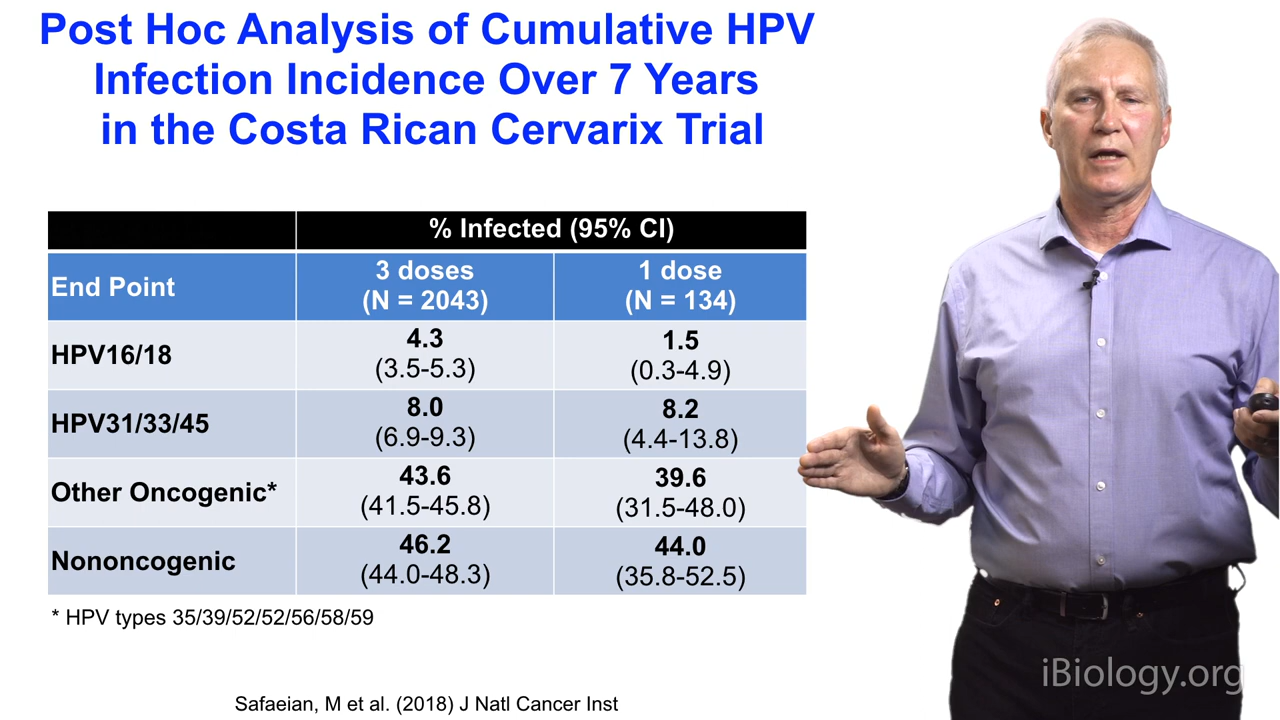 Post Hoc Analysis of Cumulative HPV
Infection Incidence Over 7 Years
in the Costa Rican Cervarix Trial
% Infected (95% CI)
End Point
3 doses
(N = 2043)
1 dose
(N = 134)
HPV16/18
4.3
(3.5-5.3)
1.5
(0.3-4.9)
HPV31/33/45
8.0
(6.9-9.3)
8.2
(4.4-13.8)
Other Oncogenic*
43.6
(41.5-45.8)
39.6
(31.5-48.0)
Nononcogenic
46.2
(44.0-48.3)
44.0
(35.8-52.5)
* HPV types 35/39/52/52/56/58/59
Safaeian, M et al. (2018) J Natl Cancer Inst
iBiology.org